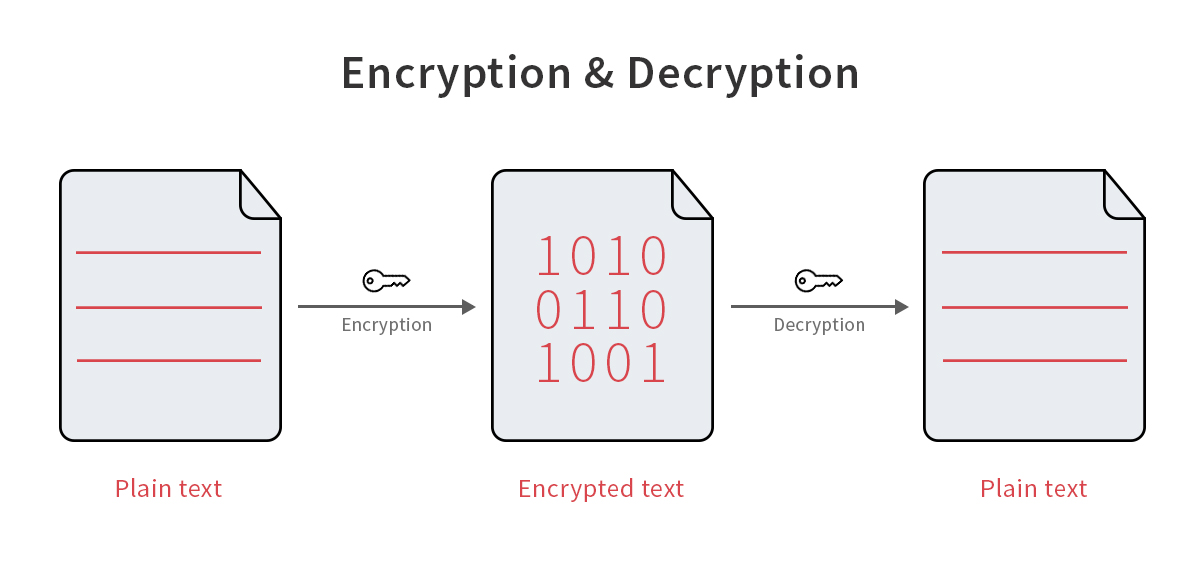 Encryption & Decryption
1010
0110
1001
Encryption
Decryption
Plain text
Encrypted text
Plain text